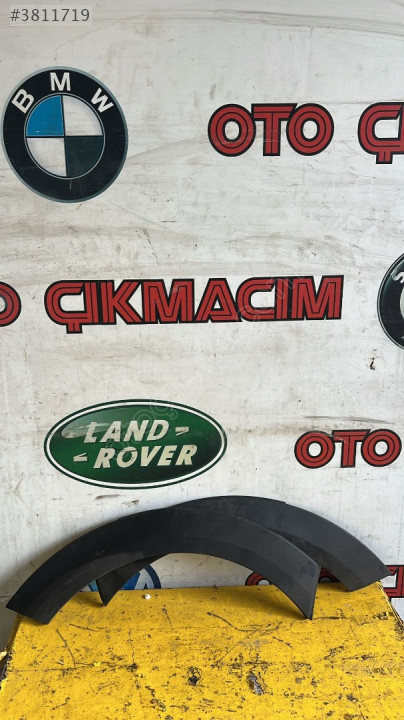 #3811719
BMW
OTO Ç
O ÇIKMACIM
LAND-
-ROVER
OTO